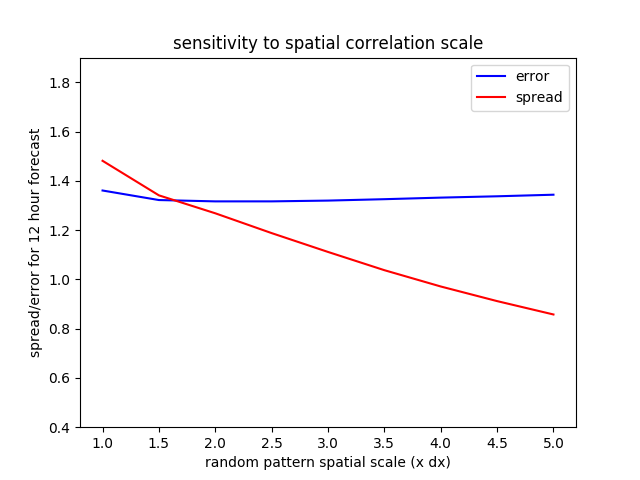 sensitivity to spatial correlation scale
error
spread
spread/error for 12 hour forecast
1.8
1.6
1.4
1.2
1.0
0.8
0.6
0.4
1.0 1.5 2.0 2.5 3.0 3.5 4.0 4.5 5.0
random pattern spatial scale (x dx)